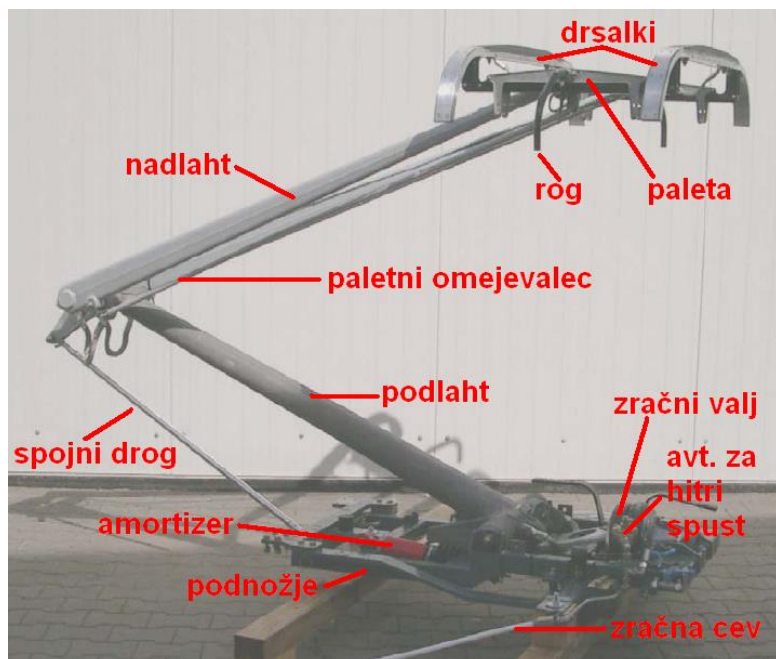 drsalki
nadlaht
rog
paleta
paletni omejevalec
podlaht
zračni valj
spojni drog
avt. za
hitri
spust
amortizer
podnožje
zračna cev